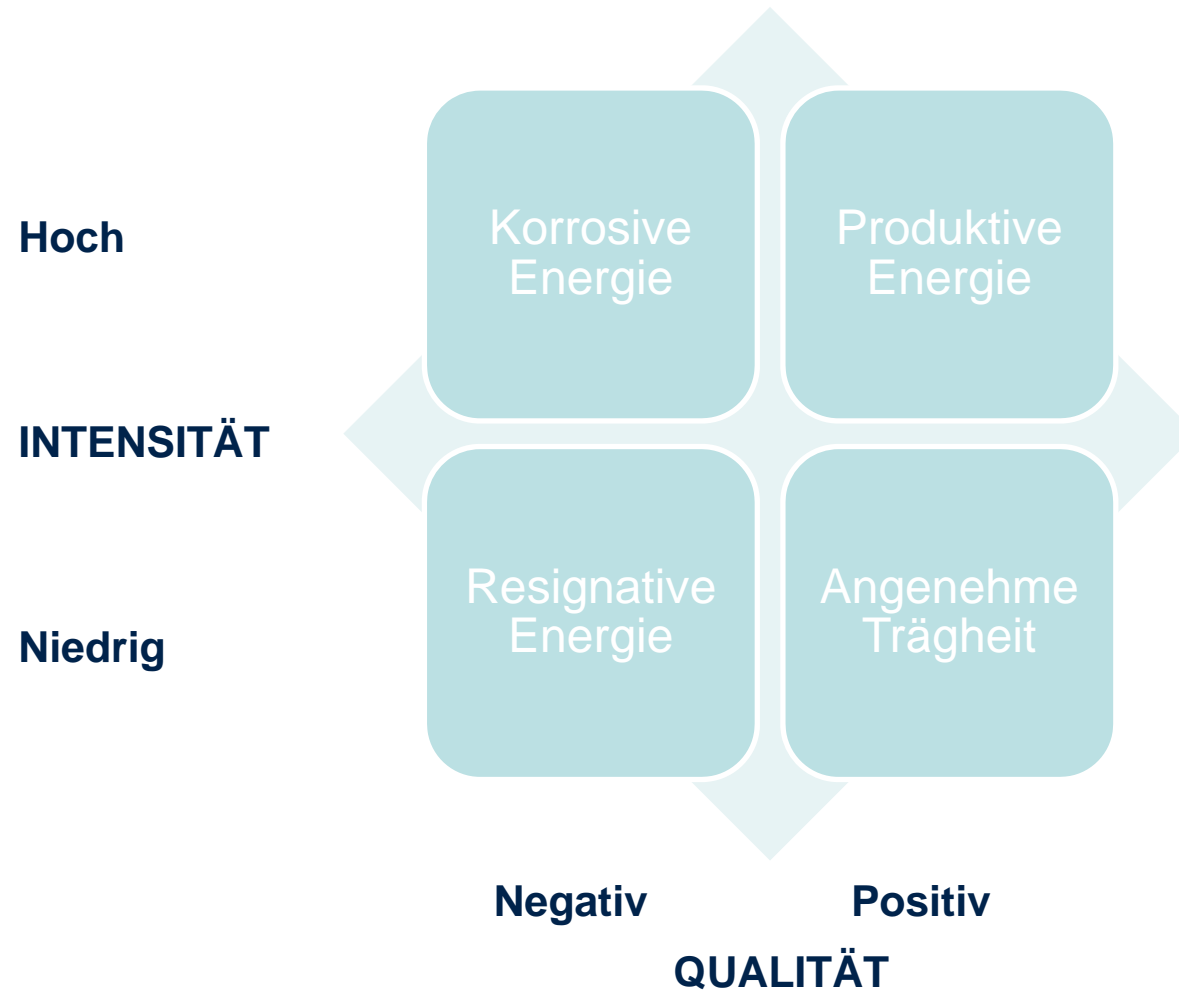 Hoch
Korrosive
Energie
Produktive
Energie
INTENSITÄT
Niedrig
Resignative
Energie
Angenehme
Trägheit
Negativ
Positiv
QUALITÄT